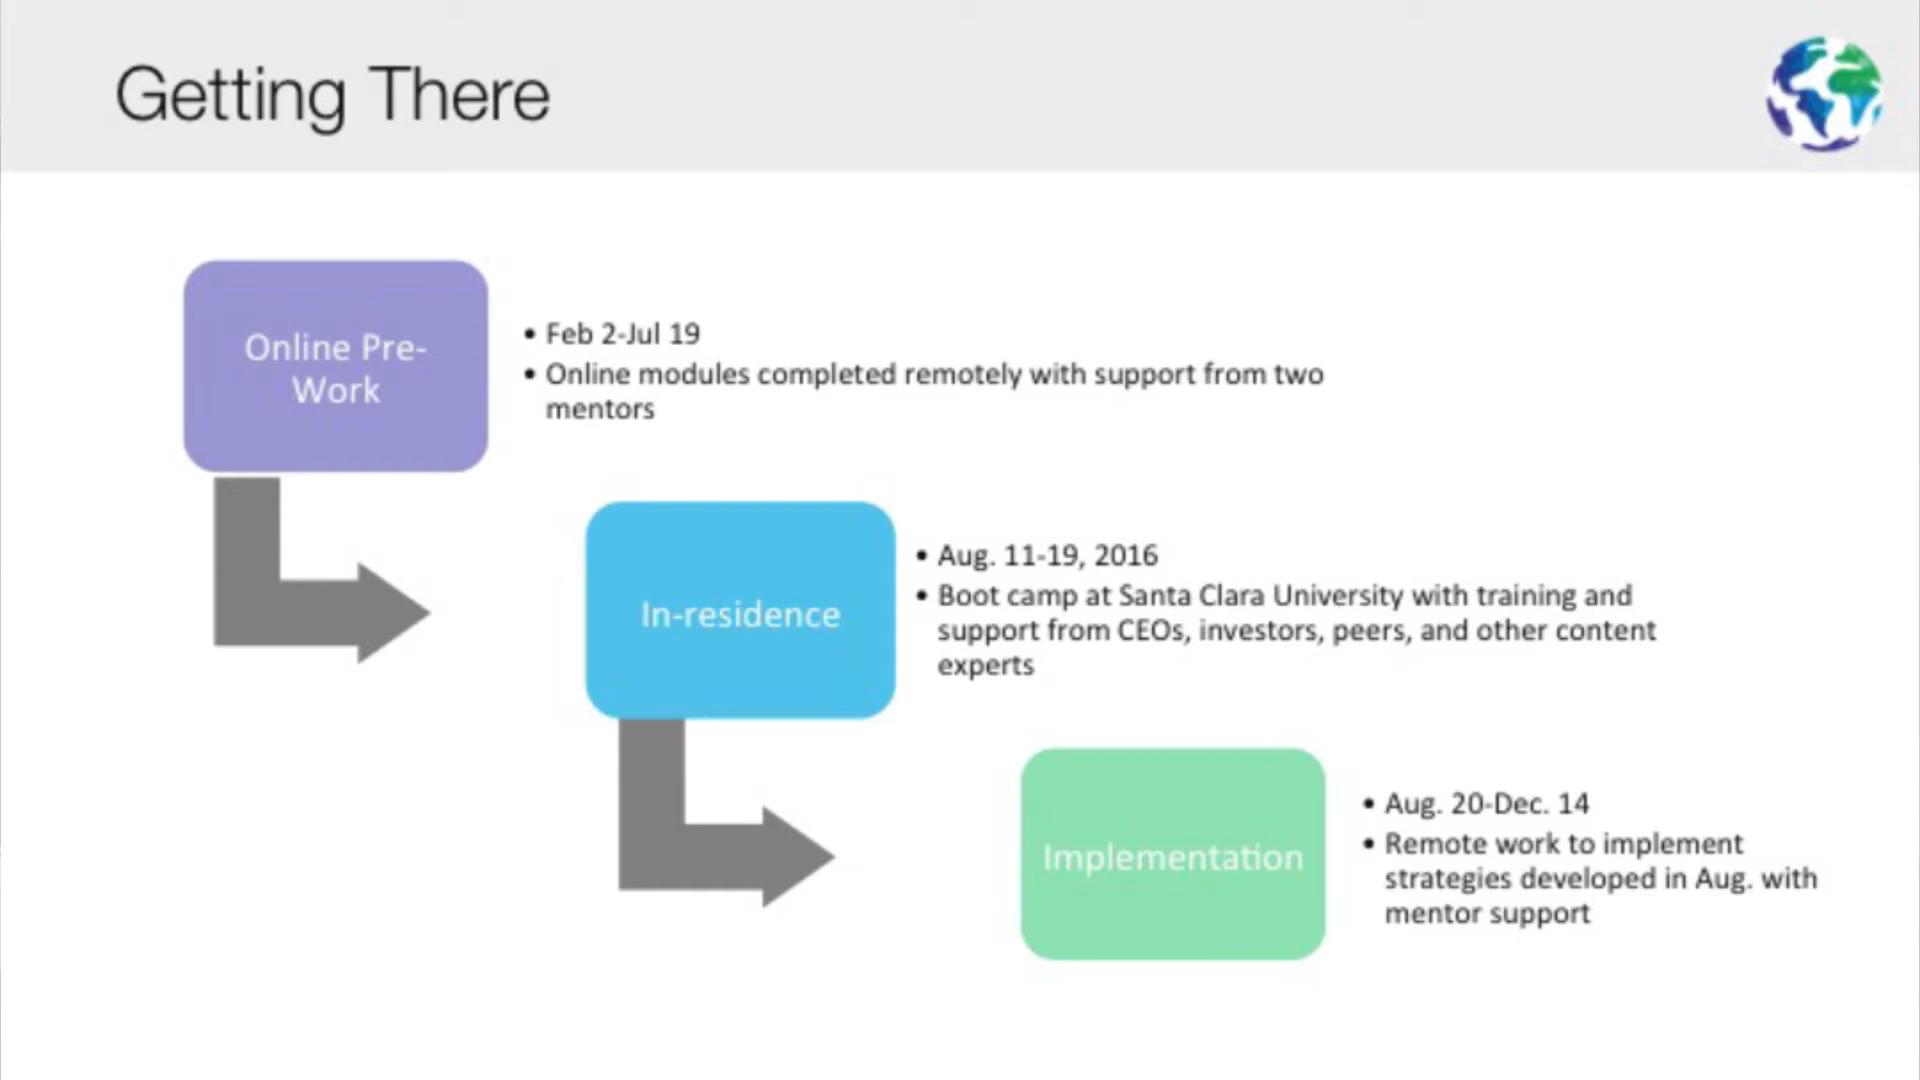 Getting There
Online Pre-
Work
• Feb 2-Jul 19
• Online modules completed remotely with support from two
mentors
In-residence
• Aug. 11-19, 2016
• Boot camp at Santa Clara University with training and
support from CEOs, investors, peers, and other content
experts
Implementation
• Aug. 20-Dec. 14
• Remote work to implement
strategies developed in Aug. with
mentor support